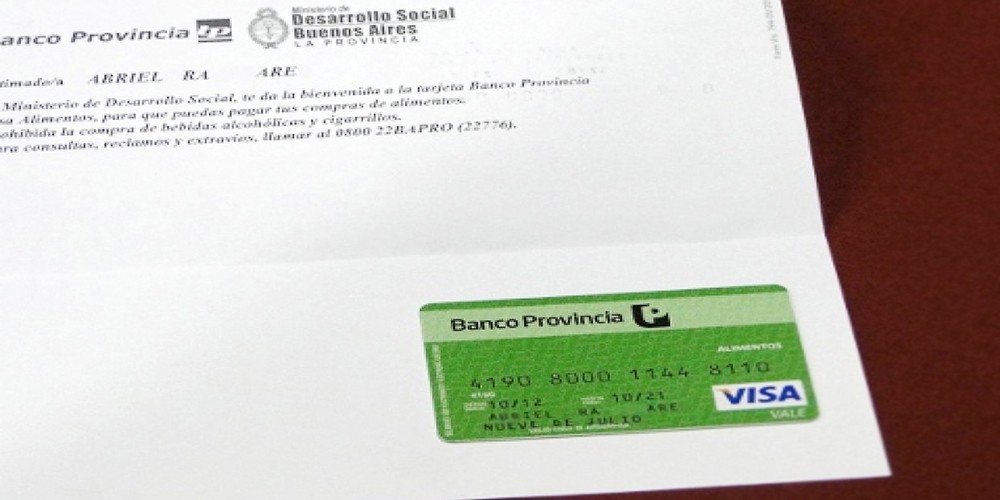 anco Provincia
Ministerio de
Desarrollo Social
Buenos Aires
LA PROVINCIA
timado/a ABRIEL RA ARE
Ministerio de Desarrollo Social, te da la bienvenida a la tarjeta Banco Provincia
sa Alimentos, para que puedas pagar tus compras de alimentos.
ohibida la compra de bebidas alcohólicas y cigarrillos.
ra consultas, reclamos y extravíos, llamar al 0800 22BAPRO (22776).
Banco Provincia
ALIMENTOS
4190 8000 1144 8110
4190
10/12 10/21
ABRIEL RA ARE
NUEVE DE JULIO
VISA
VALE